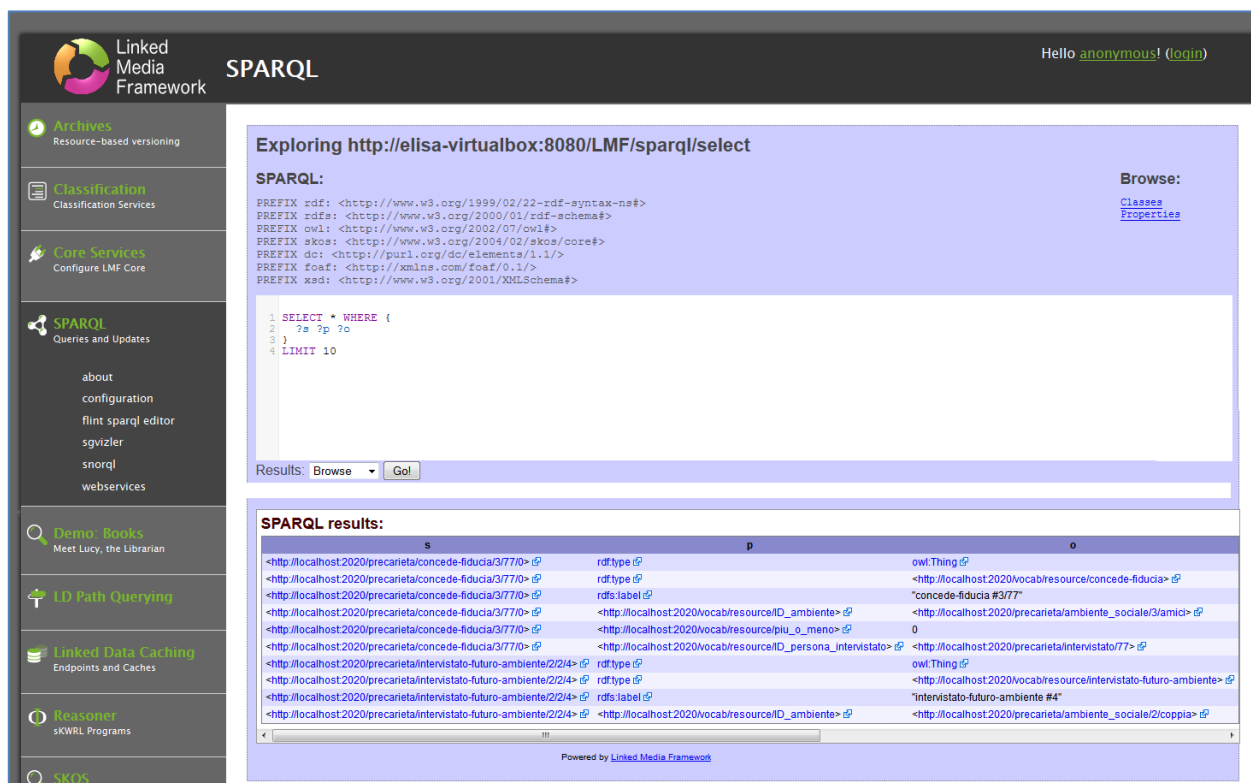 Linked
Media
Framework
SPARQL
Hello anonymous! (login)
Archives
Resource-based versioning
Classification
Classification Services
Core Services
Configure LMF Core
SPARQL
Queries and Updates
about
configuration
flint sparql editor
sgvizler
snorql
webservices
Demo: Books
Meet Lucy, the Librarian
LD Path Querying
Linked Data Caching
Endpoints and Caches
Reasoner
sKWRL Programs
SKOS
Exploring http://elisa-virtualbox:8080/LMF/sparql/select
SPARQL:
PREFIX rdf: <http://www.w3.org/1999/02/22-rdf-syntax-ns#>
PREFIX rdfs: <http://www.w3.org/2000/01/rdf-schema#>
PREFIX owl: <http://www.w3.org/2002/07/owl#>
PREFIX skos: <http://www.w3.org/2004/02/skos/core#>
PREFIX dc: <http://purl.org/dc/elements/1.1/>
PREFIX foaf: <http://xmlns.com/foaf/0.1/>
PREFIX xsd: <http://www.w3.org/2001/XMLSchema#>
Browse:
Classes
Properties
1 SELECT * WHERE {
2 ?s ?p ?o
3 }
4 LIMIT 10
Results: Browse Go!
SPARQL results:
s p o
<http://localhost:2020/precarieta/concede-fiducia/3/77/0> rdf:type owl:Thing
<http://localhost:2020/precarieta/concede-fiducia/3/77/0> rdf:type <http://localhost:2020/vocab/resource/concede-fiducia>
<http://localhost:2020/precarieta/concede-fiducia/3/77/0> rdfs:label "concede-fiducia #3/77"
<http://localhost:2020/precarieta/concede-fiducia/3/77/0> <http://localhost:2020/vocab/resource/ID_ambiente> <http://localhost:2020/precarieta/ambiente_sociale/3/amici>
<http://localhost:2020/precarieta/concede-fiducia/3/77/0> <http://localhost:2020/vocab/resource/piu_o_meno> 0
<http://localhost:2020/precarieta/concede-fiducia/3/77/0> <http://localhost:2020/vocab/resource/ID_persona_intervistato> <http://localhost:2020/precarieta/intervistato/77>
<http://localhost:2020/precarieta/intervistato-futuro-ambiente/2/2/4> rdf:type owl:Thing
<http://localhost:2020/precarieta/intervistato-futuro-ambiente/2/2/4> rdf:type <http://localhost:2020/vocab/resource/intervistato-futuro-ambiente>
<http://localhost:2020/precarieta/intervistato-futuro-ambiente/2/2/4> rdfs:label "intervistato-futuro-ambiente #4"
<http://localhost:2020/precarieta/intervistato-futuro-ambiente/2/2/4> <http://localhost:2020/vocab/resource/ID_ambiente> <http://localhost:2020/precarieta/ambiente_sociale/2/coppia>
Powered by Linked Media Framework